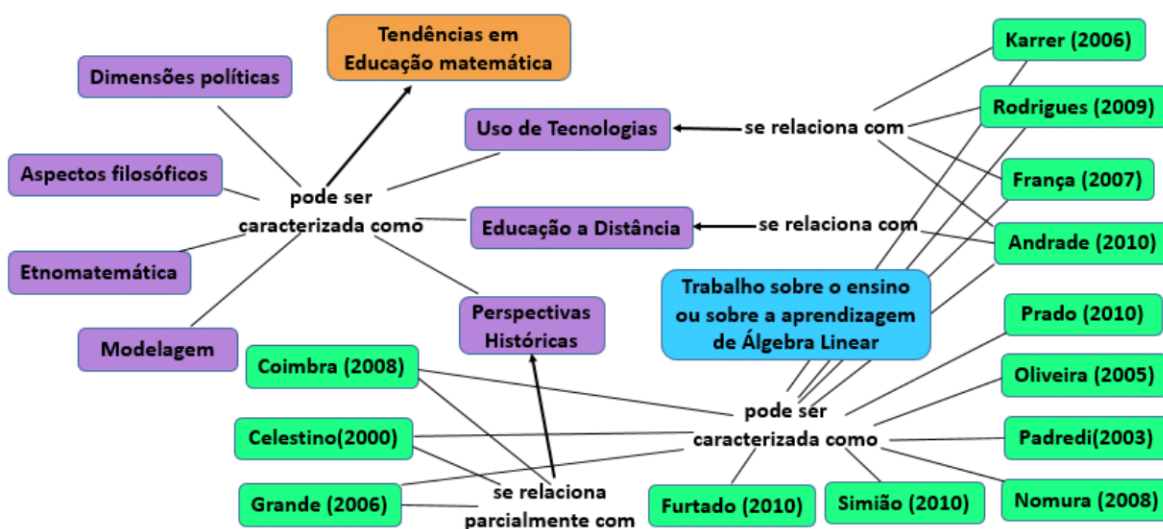 Tendências em
Educação matemática
Karrer (2006)
Dimensões políticas
Rodrigues (2009)
Uso de Tecnologias
se relaciona com
Aspectos filosóficos
França (2007)
pode ser
caracterizada como
Educação a Distância
se relaciona com
Andrade (2010)
Etnomatemática
Trabalho sobre o ensino
ou sobre a aprendizagem
de Álgebra Linear
Perspectivas
Históricas
Prado (2010)
Modelagem
Coimbra (2008)
Oliveira (2005)
pode ser
caracterizada como
Celestino(2000)
Padredi(2003)
Grande (2006)
se relaciona
parcialmente com
Furtado (2010)
Simião (2010)
Nomura (2008)